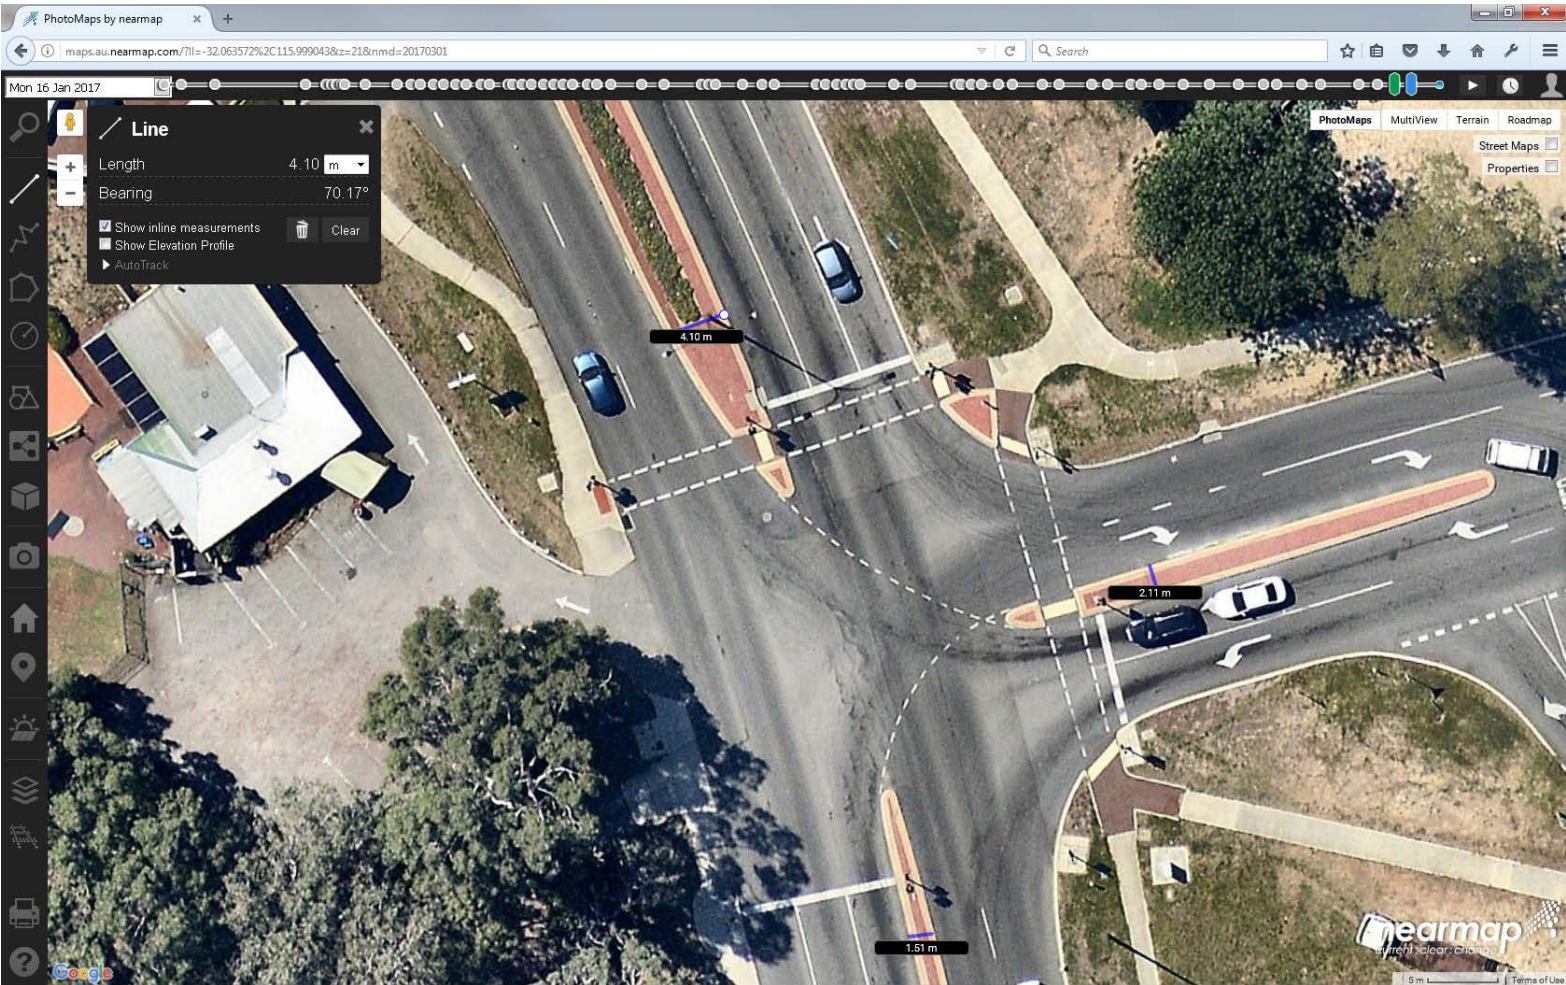 PhotoMaps by nearmap × +
maps.au.nearmap.com/?ll=-32.063572%2C115.999043&z=21&nmd=20170301
Search
Mon 16 Jan 2017
Line
Length 4.10 m
Bearing 70.17°
Show inline measurements
Clear
Show Elevation Profile
AutoTrack
+
−
PhotoMaps MultiView Terrain Roadmap
Street Maps
Properties
4.10 m
2.11 m
1.51 m
nearmap
current:clear:change
Google
5 m Terms of Use